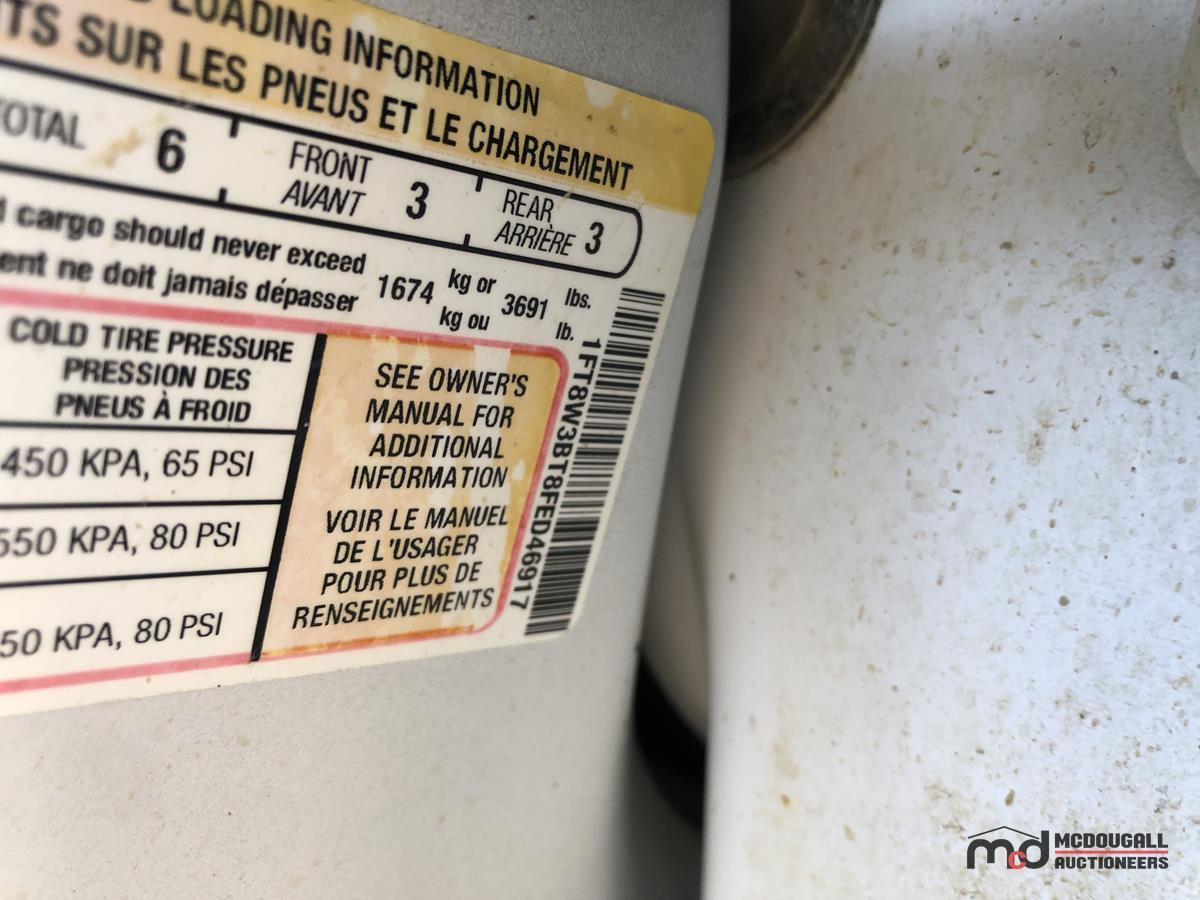 LOADING INFORMATION
TS SUR LES PNEUS ET LE CHARGEMENT
TOTAL 6 FRONT AVANT 3 REAR ARRIÈRE 3
cargo should never exceed 1674 kg or 3691 lbs.
ent ne doit jamais dépasser kg ou lb.
COLD TIRE PRESSURE
PRESSION DES
PNEUS À FROID
450 KPA, 65 PSI
550 KPA, 80 PSI
50 KPA, 80 PSI
SEE OWNER'S
MANUAL FOR
ADDITIONAL
INFORMATION
VOIR LE MANUEL
DE L'USAGER
POUR PLUS DE
RENSEIGNEMENTS
1FT8W3BT8FED46917
mcd MCDOUGALL
AUCTIONEERS